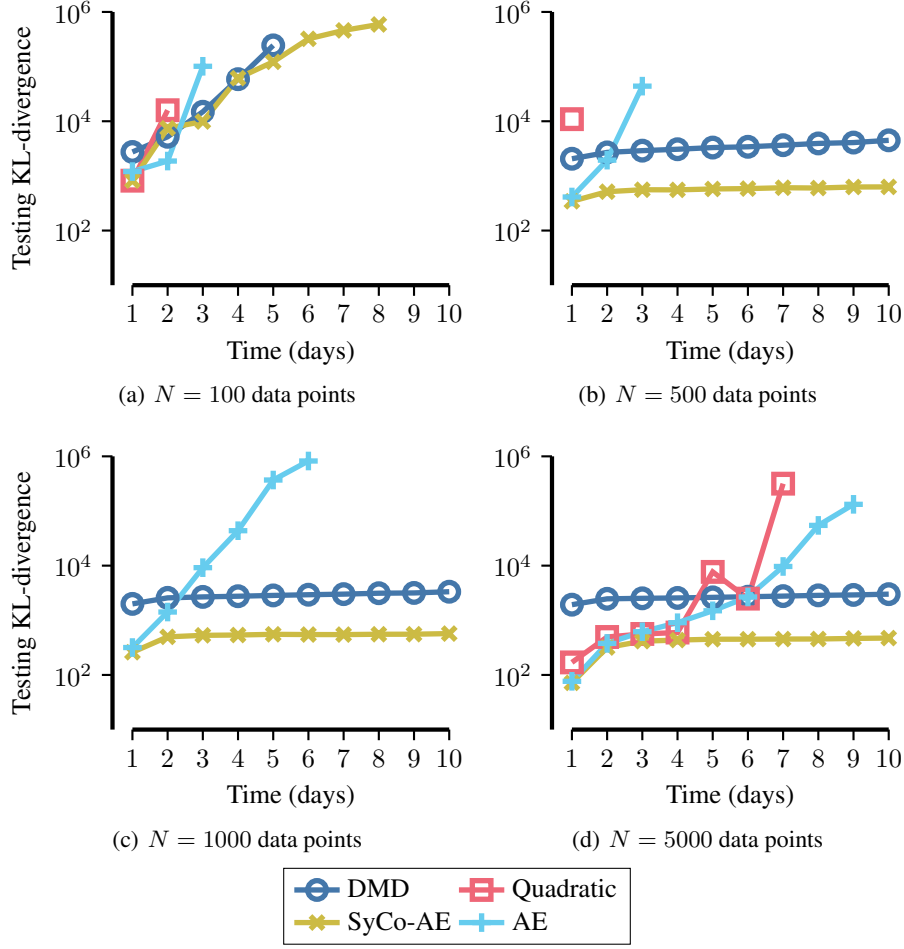 Testing KL-divergence
10^6
10^4
10^2
1 2 3 4 5 6 7 8 9 10
Time (days)
(a) N = 100 data points
10^6
10^4
10^2
1 2 3 4 5 6 7 8 9 10
Time (days)
(b) N = 500 data points
Testing KL-divergence
10^6
10^4
10^2
1 2 3 4 5 6 7 8 9 10
Time (days)
(c) N = 1000 data points
10^6
10^4
10^2
1 2 3 4 5 6 7 8 9 10
Time (days)
(d) N = 5000 data points
DMD Quadratic
SyCo-AE AE